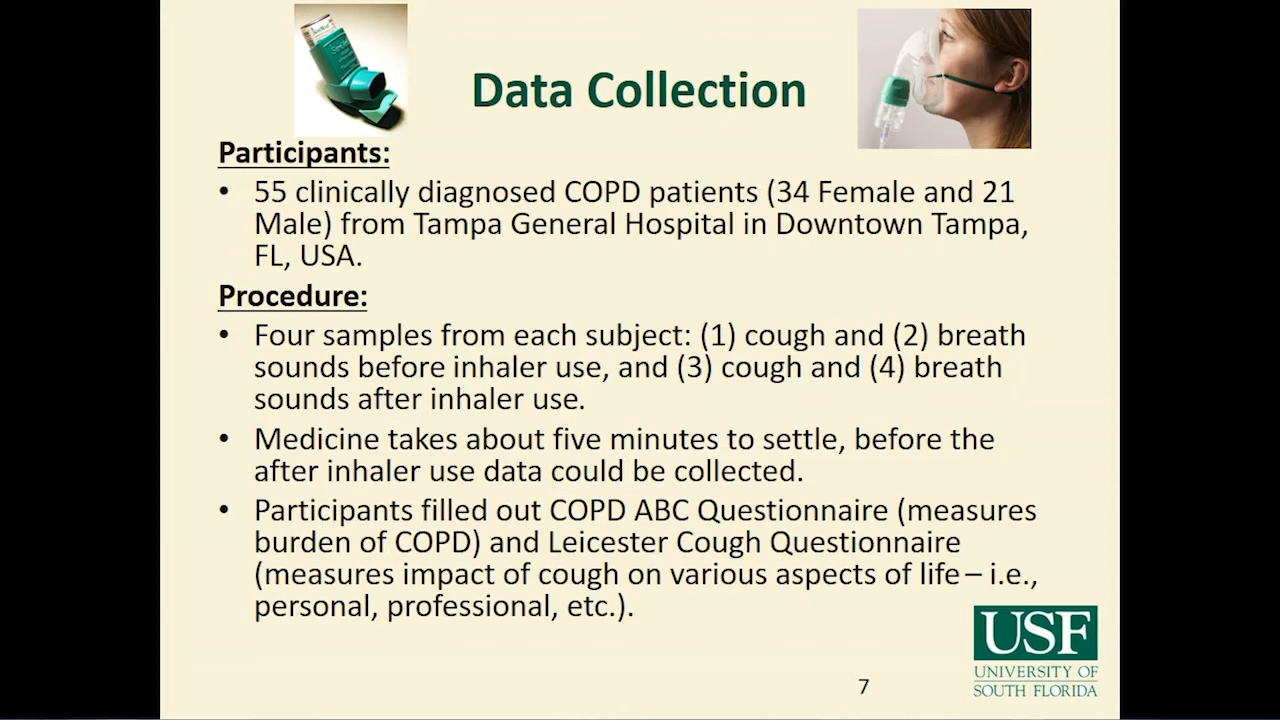 Data Collection
Participants:
• 55 clinically diagnosed COPD patients (34 Female and 21
Male) from Tampa General Hospital in Downtown Tampa,
FL, USA.
Procedure:
• Four samples from each subject: (1) cough and (2) breath
sounds before inhaler use, and (3) cough and (4) breath
sounds after inhaler use.
• Medicine takes about five minutes to settle, before the
after inhaler use data could be collected.
• Participants filled out COPD ABC Questionnaire (measures
burden of COPD) and Leicester Cough Questionnaire
(measures impact of cough on various aspects of life – i.e.,
personal, professional, etc.).
USF
UNIVERSITY OF
SOUTH FLORIDA
7